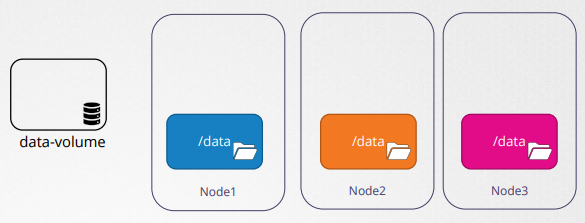 data-volume
/data
/data
/data
Node1
Node2
Node3